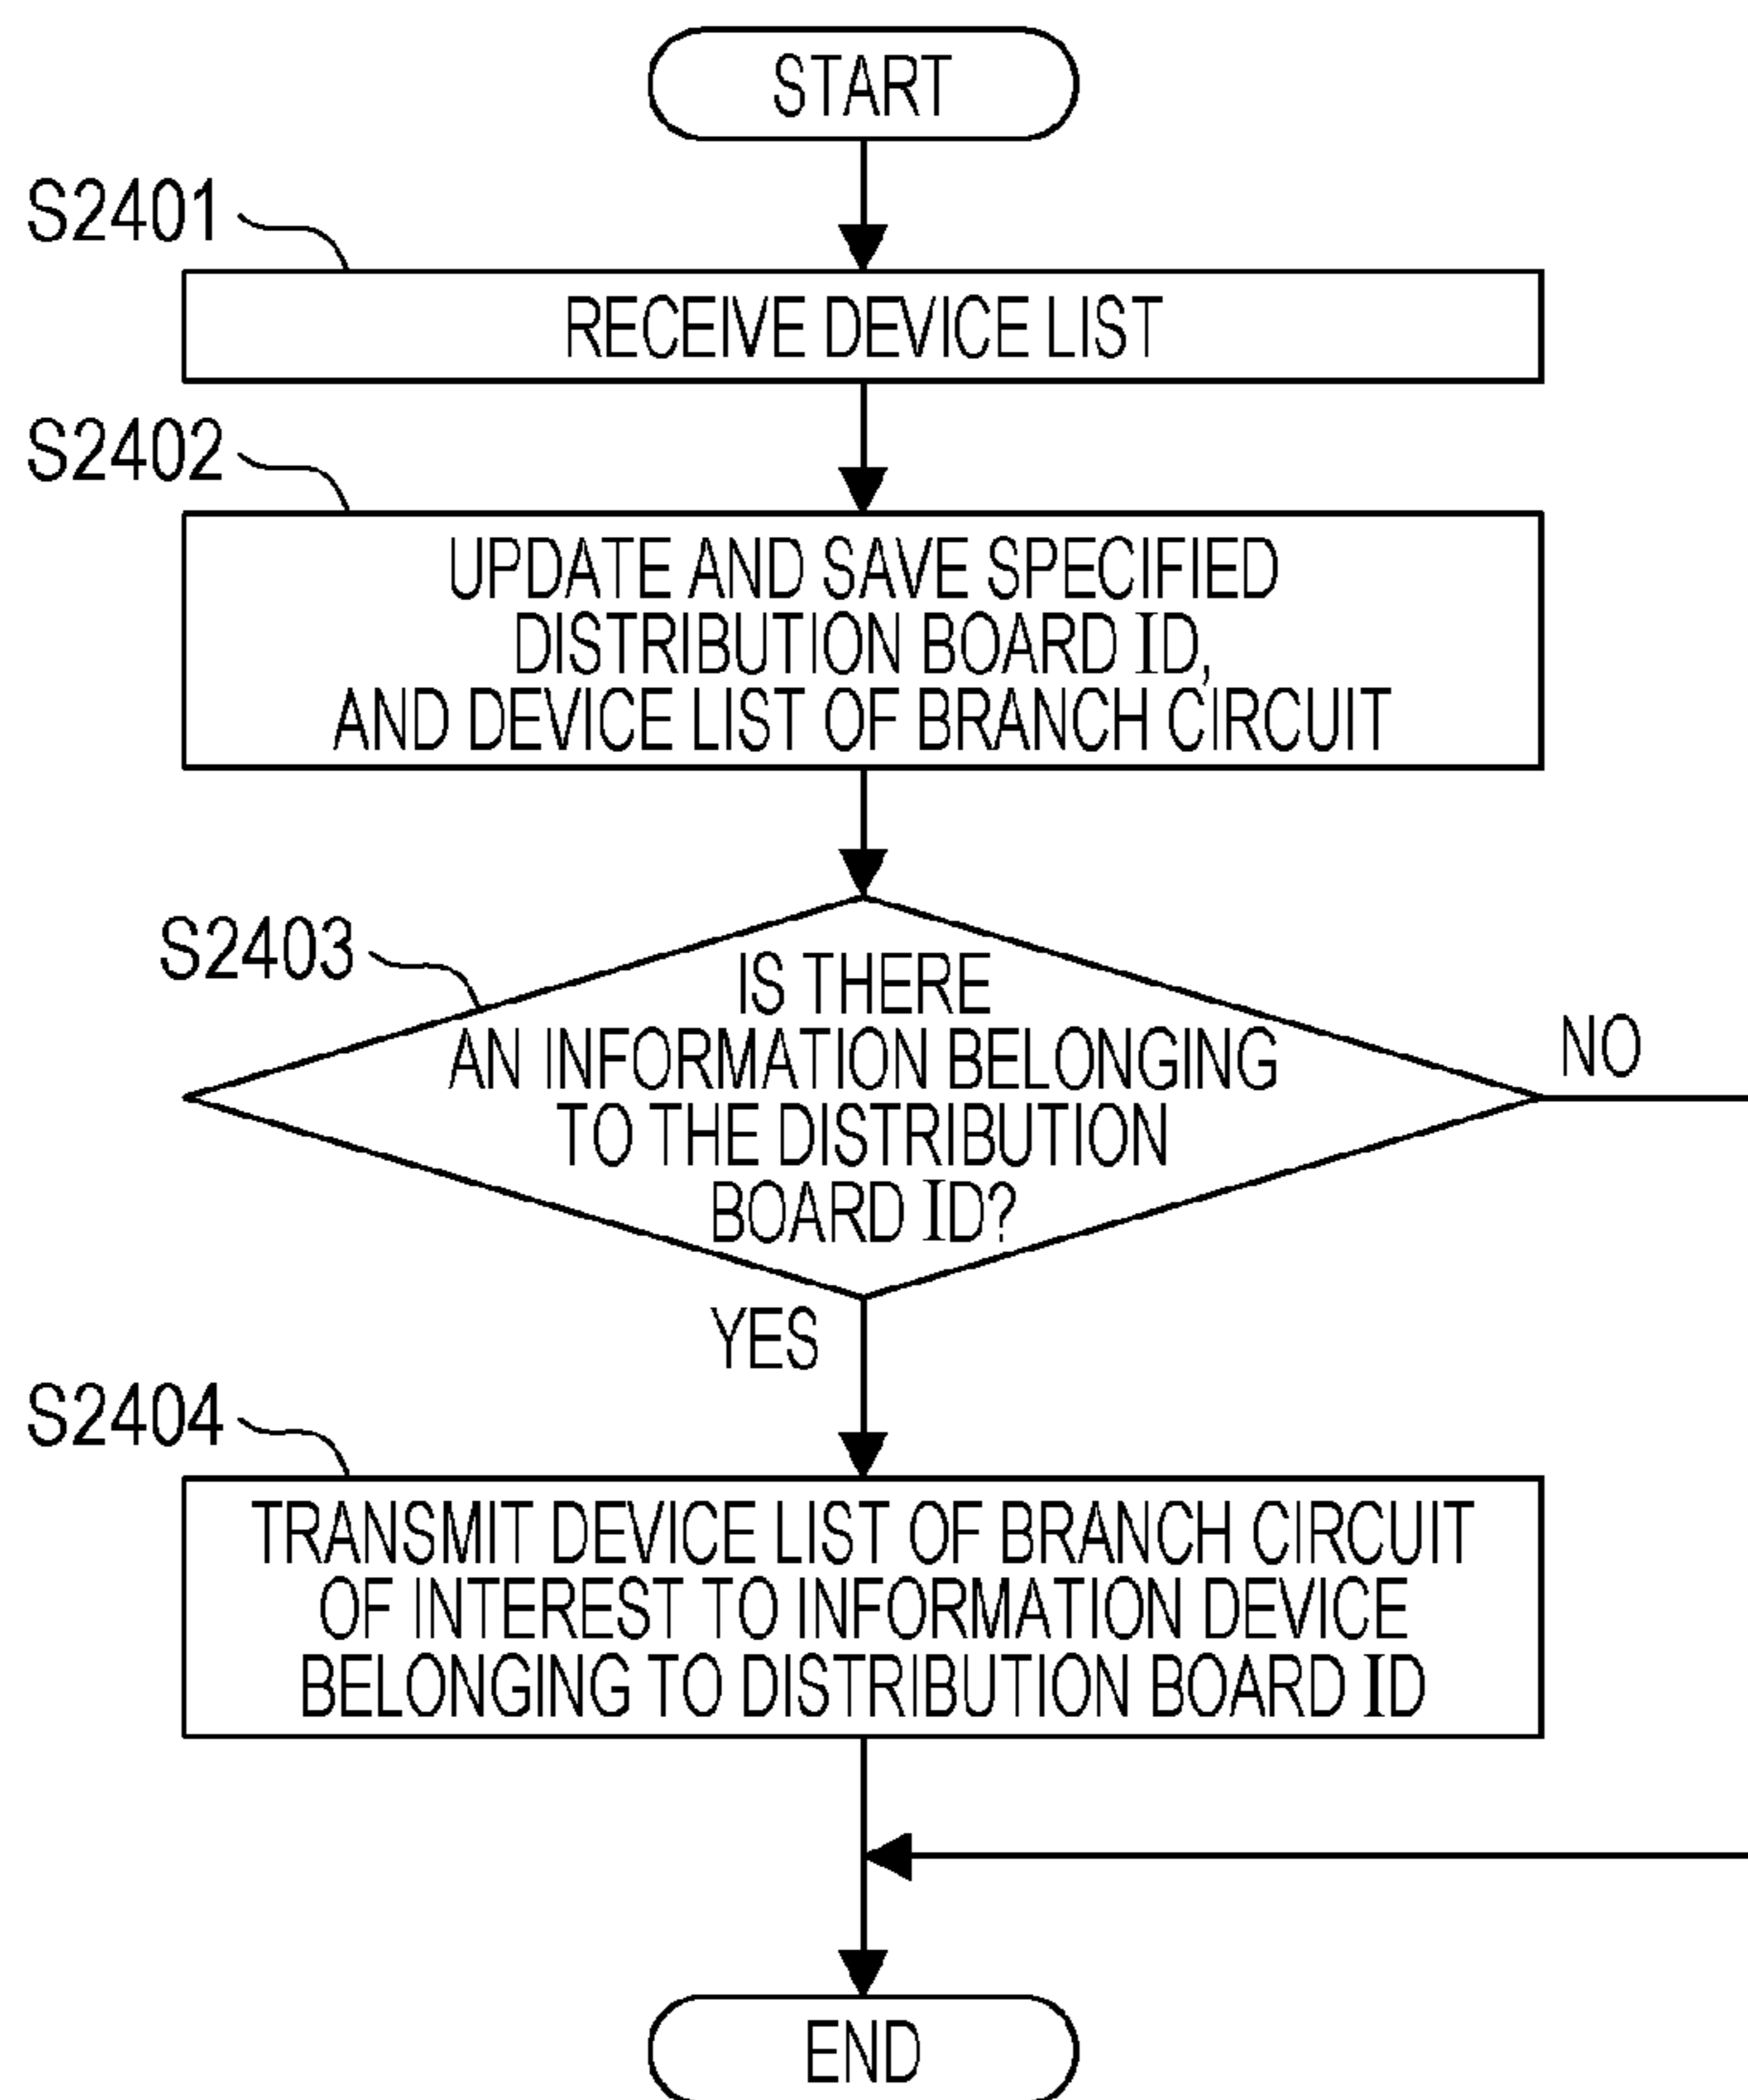 START
S2401
RECEIVE DEVICE LIST
S2402
UPDATE AND SAVE SPECIFIED
DISTRIBUTION BOARD ID,
AND DEVICE LIST OF BRANCH CIRCUIT
S2403
IS THERE
AN INFORMATION BELONGING
TO THE DISTRIBUTION
BOARD ID?
NO
YES
S2404
TRANSMIT DEVICE LIST OF BRANCH CIRCUIT
OF INTEREST TO INFORMATION DEVICE
BELONGING TO DISTRIBUTION BOARD ID
END